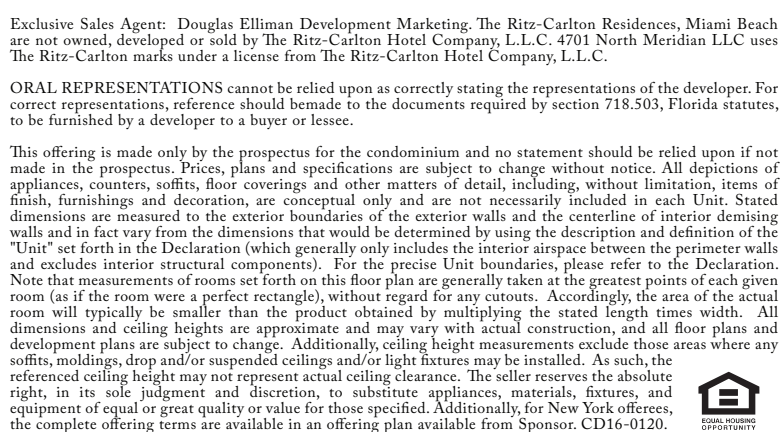 Exclusive Sales Agent: Douglas Elliman Development Marketing. The Ritz-Carlton Residences, Miami Beach
are not owned, developed or sold by The Ritz-Carlton Hotel Company, L.L.C. 4701 North Meridian LLC uses
The Ritz-Carlton marks under a license from The Ritz-Carlton Hotel Company, L.L.C.
ORAL REPRESENTATIONS cannot be relied upon as correctly stating the representations of the developer. For
correct representations, reference should bemade to the documents required by section 718.503, Florida statutes,
to be furnished by a developer to a buyer or lessee.
This offering is made only by the prospectus for the condominium and no statement should be relied upon if not
made in the prospectus. Prices, plans and specifications are subject to change without notice. All depictions of
appliances, counters, soffits, floor coverings and other matters of detail, including, without limitation, items of
finish, furnishings and decoration, are conceptual only and are not necessarily included in each Unit. Stated
dimensions are measured to the exterior boundaries of the exterior walls and the centerline of interior demising
walls and in fact vary from the dimensions that would be determined by using the description and definition of the
"Unit" set forth in the Declaration (which generally only includes the interior airspace between the perimeter walls
and excludes interior structural components). For the precise Unit boundaries, please refer to the Declaration.
Note that measurements of rooms set forth on this floor plan are generally taken at the greatest points of each given
room (as if the room were a perfect rectangle), without regard for any cutouts. Accordingly, the area of the actual
room will typically be smaller than the product obtained by multiplying the stated length times width. All
dimensions and ceiling heights are approximate and may vary with actual construction, and all floor plans and
development plans are subject to change. Additionally, ceiling height measurements exclude those areas where any
soffits, moldings, drop and/or suspended ceilings and/or light fixtures may be installed. As such, the
referenced ceiling height may not represent actual ceiling clearance. The seller reserves the absolute
right, in its sole judgment and discretion, to substitute appliances, materials, fixtures, and
equipment of equal or great quality or value for those specified. Additionally, for New York offerees,
the complete offering terms are available in an offering plan available from Sponsor. CD16-0120.
EQUAL HOUSING
OPPORTUNITY